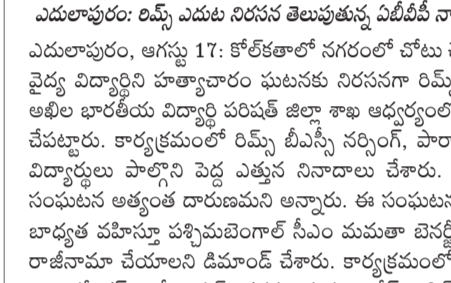 ఎదులాపురం: రిమ్స్ ఎదుట నిరసన తెలుపుతున్న ఏబీవీపీ నా
ఎదులాపురం, ఆగస్టు 17: కోల్‌కతాలో నగరంలో చోటు
వైద్య విద్యార్థిని హత్యాచారం ఘటనకు నిరసనగా రిమ్స్
అఖిల భారతీయ విద్యార్థి పరిషత్ జిల్లా శాఖ ఆధ్వర్యంలో
చేపట్టారు. కార్యక్రమంలో రిమ్స్ బీఎస్సీ నర్సింగ్, పారా
విద్యార్థులు పాల్గొని పెద్ద ఎత్తున నినాదాలు చేశారు.
సంఘటన అత్యంత దారుణమని అన్నారు. ఈ సంఘటన
బాధ్యత వహిస్తూ పశ్చిమబెంగాల్ సీఎం మమతా బెనర్జీ
రాజీనామా చేయాలని డిమాండ్ చేశారు. కార్యక్రమంలో